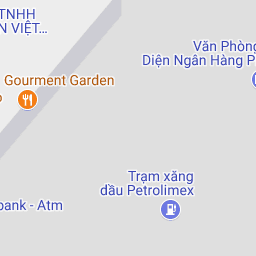 TNHH
N VIỆT...
Văn Phòng
Diện Ngân Hàng P
Gourment Garden
Trạm xăng
dầu Petrolimex
bank - Atm